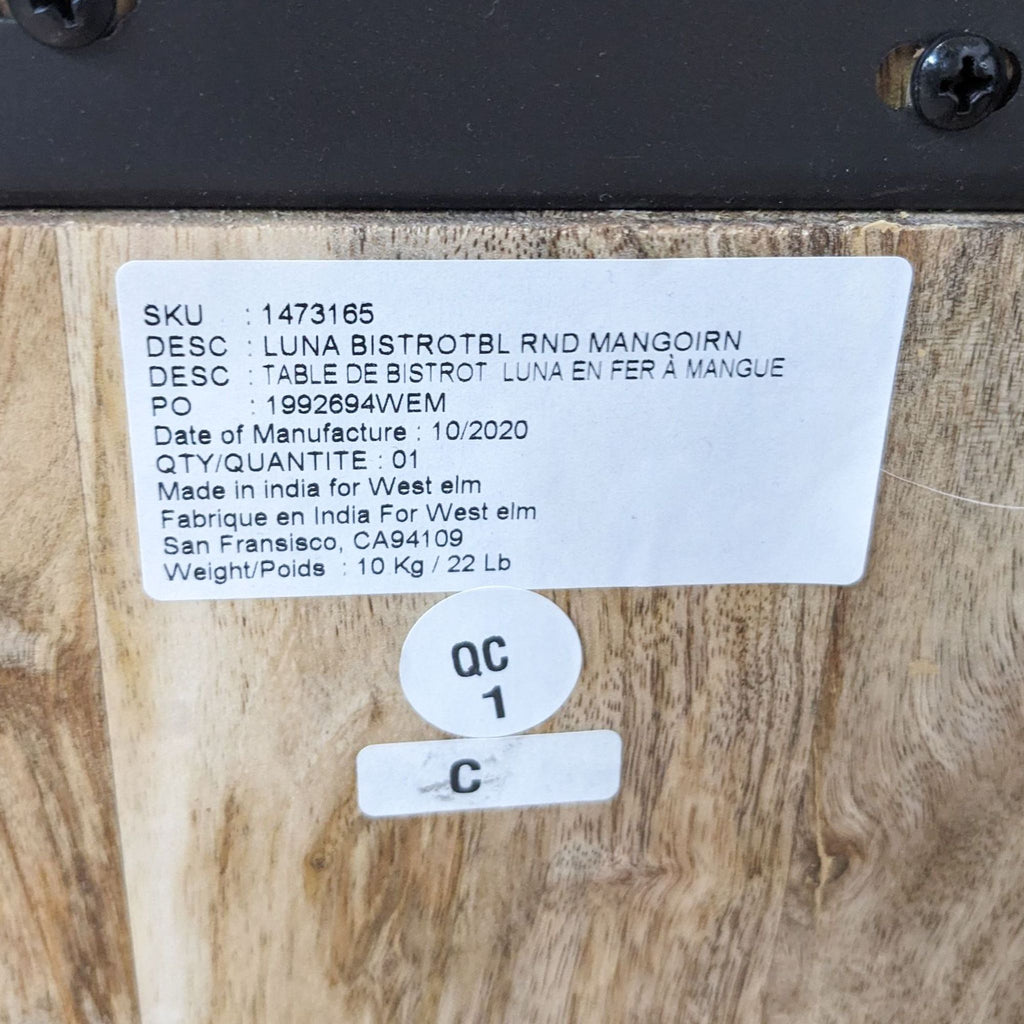 SKU : 1473165
DESC : LUNA BISTROTBL RND MANGOIRN
DESC : TABLE DE BISTROT LUNA EN FER À MANGUE
PO : 1992694WEM
Date of Manufacture : 10/2020
QTY/QUANTITE : 01
Made in india for West elm
Fabrique en India For West elm
San Fransisco, CA94109
Weight/Poids : 10 Kg / 22 Lb
QC
1
C